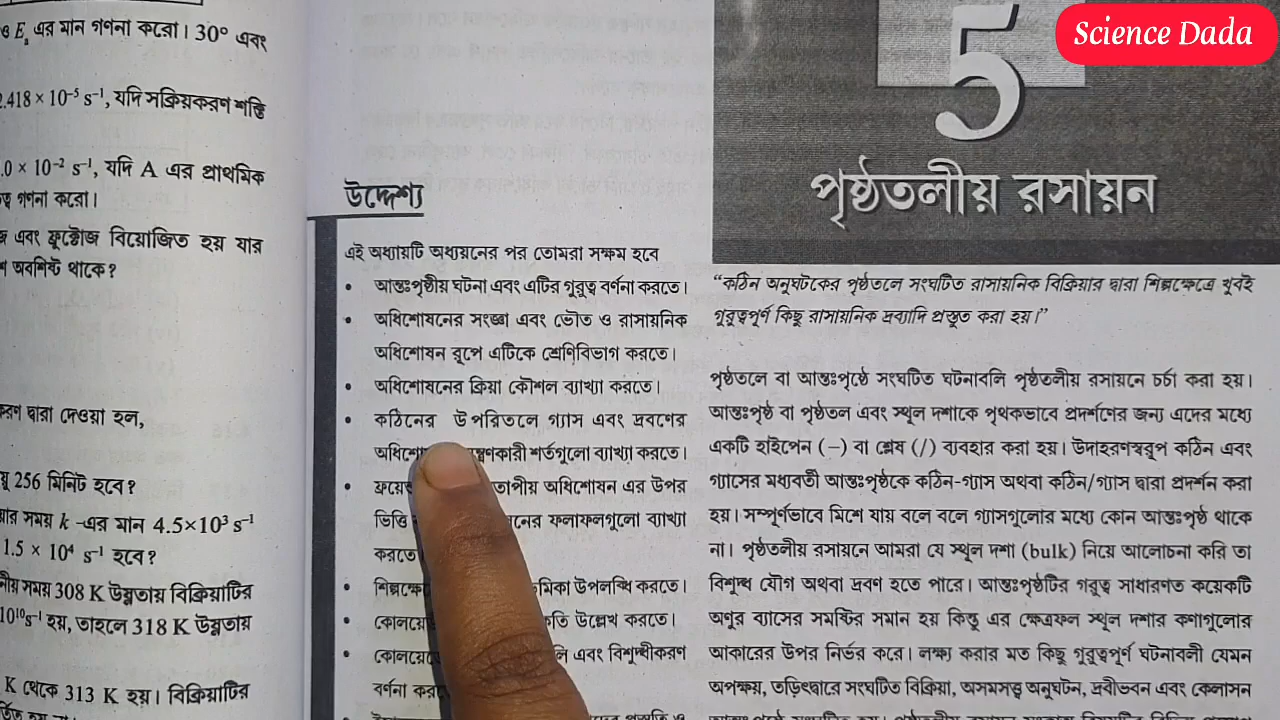 Science Dada
ও E a এর মান গণনা করো। 30° এবং
2.418 × 10⁻⁵ s⁻¹, যদি সক্রিয়করণ শক্তি
.0 × 10⁻² s⁻¹, যদি A এর প্রাথমিক
গণনা করো।
এবং ফ্রুক্টোজ বিয়োজিত হয় যার
অবশিষ্ট থাকে?
দ্বারা দেওয়া হল,
256 মিনিট হবে?
সময় k -এর মান 4.5×10³ s⁻¹
1.5 × 10⁴ s⁻¹ হবে?
সময় 308 K উষ্ণতায় বিক্রিয়াটির
10¹⁰s⁻¹ হয়, তাহলে 318 K উষ্ণতায়
K থেকে 313 K হয়। বিক্রিয়াটির
উদ্দেশ্য
এই অধ্যায়টি অধ্যয়নের পর তোমরা সক্ষম হবে
• আন্তঃপৃষ্ঠীয় ঘটনা এবং এটির গুরুত্ব বর্ণনা করতে।
• অধিশোষনের সংজ্ঞা এবং ভৌত ও রাসায়নিক
অধিশোষন রূপে এটিকে শ্রেণিবিভাগ করতে।
• অধিশোষনের ক্রিয়া কৌশল ব্যাখ্যা করতে।
• কঠিনের উপরিতলে গ্যাস এবং দ্রবণের
শর্তগুলো ব্যাখ্যা করতে।
• অধিশোষন এর উপর
ভিত্তি ফলাফলগুলো ব্যাখ্যা
করতে
• উপলব্ধি করতে।
• উল্লেখ করতে।
• এবং বিশুদ্ধীকরণ
বর্ণনা
5
পৃষ্ঠতলীয় রসায়ন
“কঠিন অনুঘটকের পৃষ্ঠতলে সংঘটিত রাসায়নিক বিক্রিয়ার দ্বারা শিল্পক্ষেত্রে খুবই
গুরুত্বপূর্ণ কিছু রাসায়নিক দ্রব্যাদি প্রস্তুত করা হয়।”
পৃষ্ঠতলে বা আন্তঃপৃষ্ঠে সংঘটিত ঘটনাবলি পৃষ্ঠতলীয় রসায়নে চর্চা করা হয়।
আন্তঃপৃষ্ঠ বা পৃষ্ঠতল এবং স্থূল দশাকে পৃথকভাবে প্রদর্শণের জন্য এদের মধ্যে
একটি হাইপেন (−) বা শ্লেষ (/) ব্যবহার করা হয়। উদাহরণস্বরূপ কঠিন এবং
গ্যাসের মধ্যবর্তী আন্তঃপৃষ্ঠকে কঠিন-গ্যাস অথবা কঠিন/গ্যাস দ্বারা প্রদর্শন করা
হয়। সম্পূর্ণভাবে মিশে যায় বলে বলে গ্যাসগুলোর মধ্যে কোন আন্তঃপৃষ্ঠ থাকে
না। পৃষ্ঠতলীয় রসায়নে আমরা যে স্থূল দশা (bulk) নিয়ে আলোচনা করি তা
বিশুদ্ধ যৌগ অথবা দ্রবণ হতে পারে। আন্তঃপৃষ্ঠটির গরুত্ব সাধারণত কয়েকটি
অণুর ব্যাসের সমষ্টির সমান হয় কিন্তু এর ক্ষেত্রফল স্থূল দশার কণাগুলোর
আকারের উপর নির্ভর করে। লক্ষ্য করার মত কিছু গুরুত্বপূর্ণ ঘটনাবলী যেমন
অপক্ষয়, তড়িৎদ্বারে সংঘটিত বিক্রিয়া, অসমসত্ত্ব অনুঘটন, দ্রবীভবন এবং কেলাসন